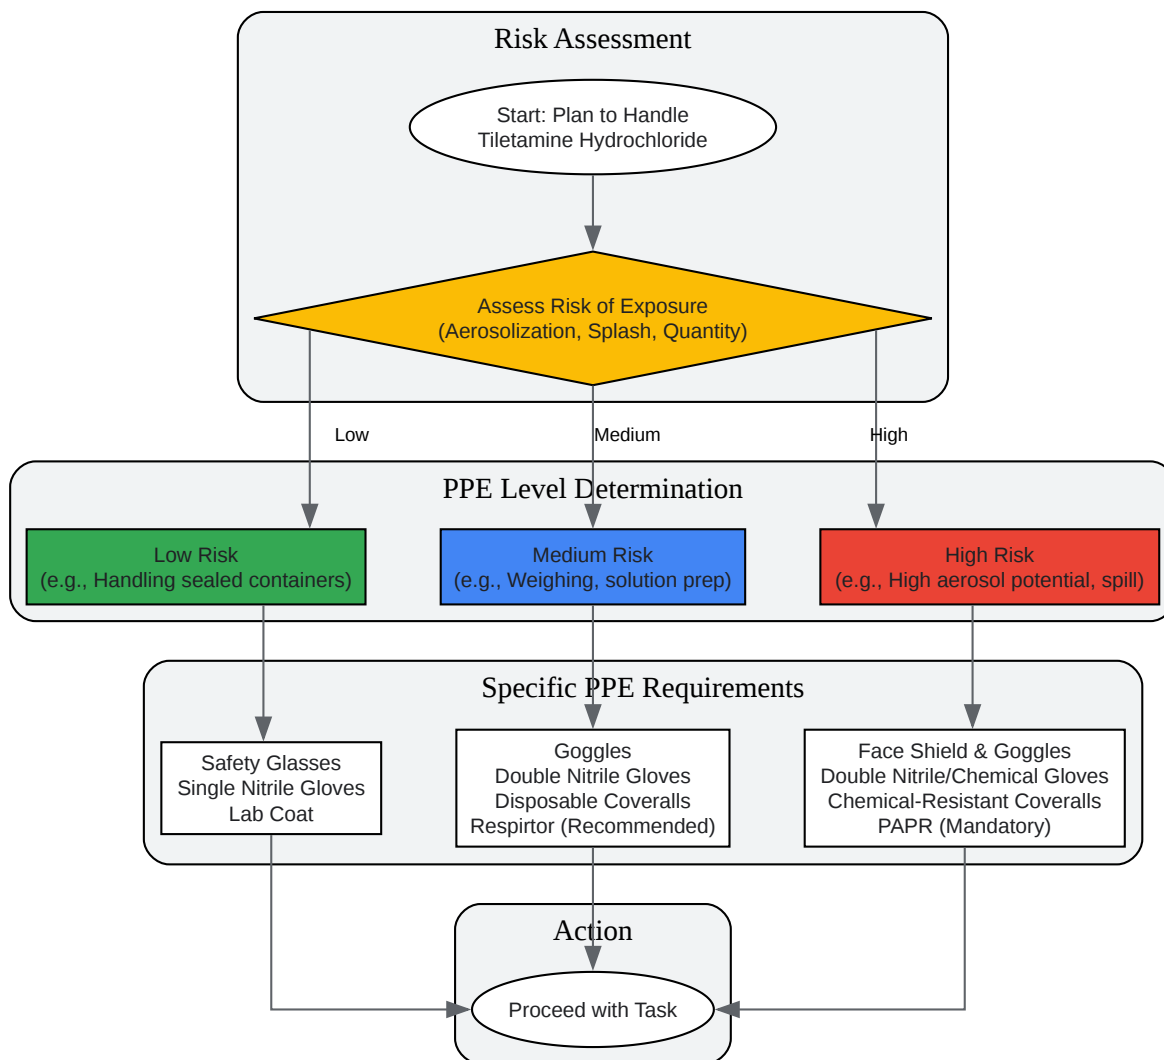 Risk Assessment
Start: Plan to Handle
Tiletamine Hydrochloride
Assess Risk of Exposure
(Aerosolization, Splash, Quantity)
Low
Medium
High
PPE Level Determination
Low Risk
(e.g., Handling sealed containers)
Medium Risk
(e.g., Weighing, solution prep)
High Risk
(e.g., High aerosol potential, spill)
Specific PPE Requirements
Safety Glasses
Single Nitrile Gloves
Lab Coat
Goggles
Double Nitrile Gloves
Disposable Coveralls
Respirtor (Recommended)
Face Shield & Goggles
Double Nitrile/Chemical Gloves
Chemical-Resistant Coveralls
PAPR (Mandatory)
Action
Proceed with Task